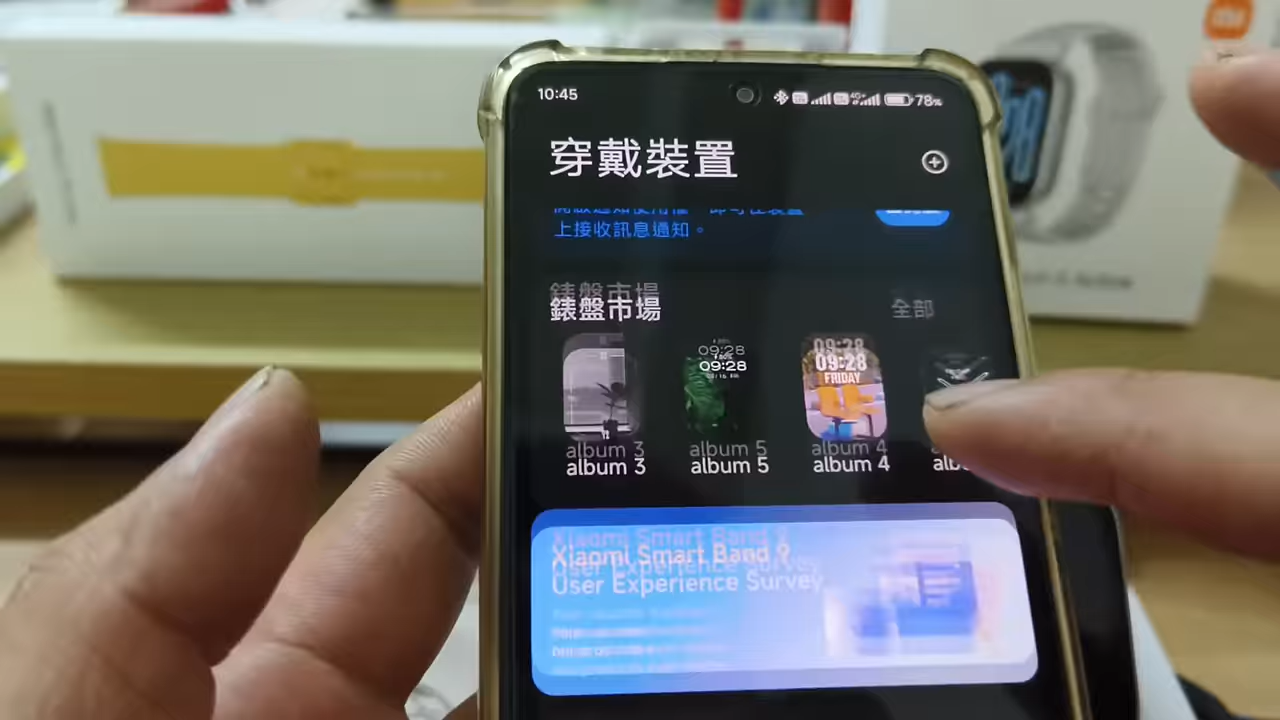 10:45
78%
穿戴裝置
上接收訊息通知。
錶盤市場
全部
09:28
09:28
FRIDAY
album 3
album 5
album 4
Xiaomi Smart Band 9
User Experience Survey